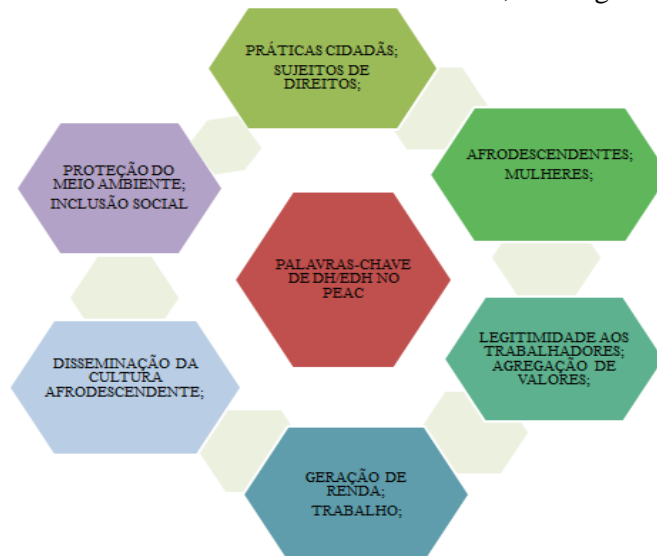 PRÁTICAS CIDADÃS;
SUJEITOS DE
DIREITOS;
AFRODESCENDENTES;
MULHERES;
LEGITIMIDADE AOS
TRABALHADORES;
AGREGAÇÃO DE
VALORES;
GERAÇÃO DE
RENDA;
TRABALHO;
DISSEMINAÇÃO DA
CULTURA
AFRODESCENDENTE;
PROTEÇÃO DO
MEIO AMBIENTE;
INCLUSÃO SOCIAL
PALAVRAS-CHAVE
DE DH/EDH NO
PEAC